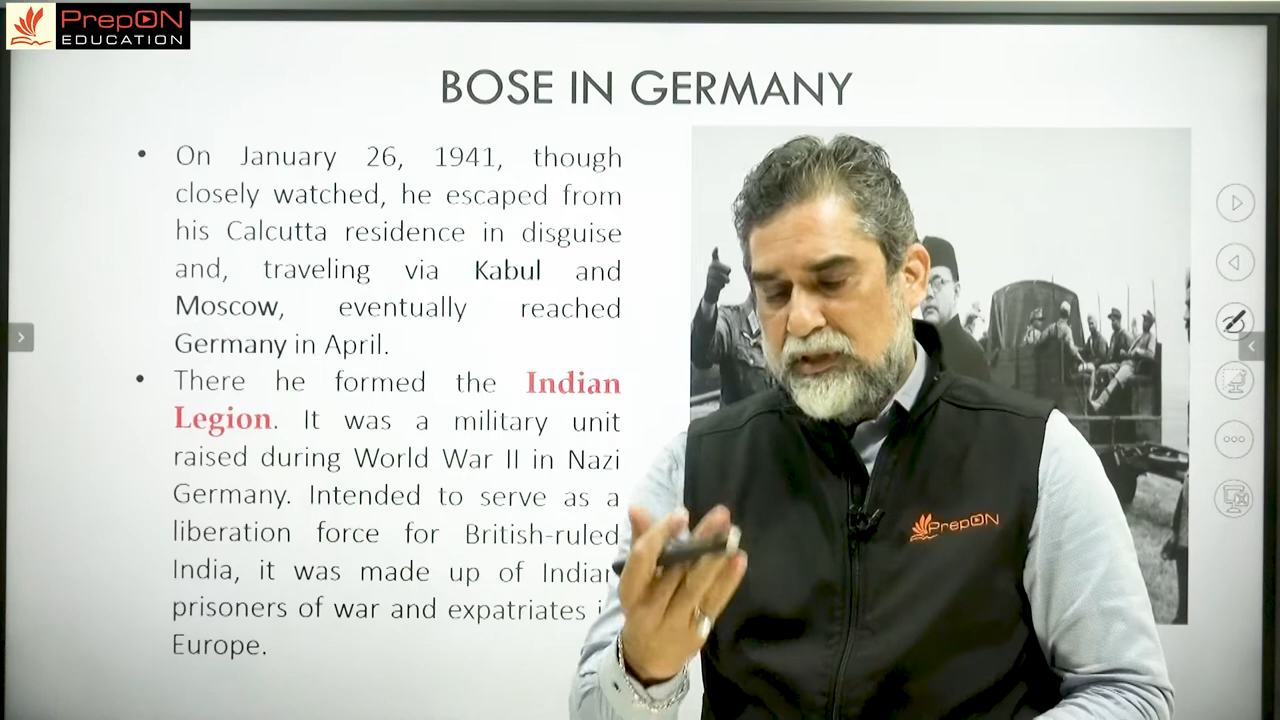 PrepON
EDUCATION
BOSE IN GERMANY
• On January 26, 1941, though
closely watched, he escaped from
his Calcutta residence in disguise
and, traveling via Kabul and
Moscow, eventually reached
Germany in April.
• There he formed the Indian
Legion. It was a military unit
raised during World War II in Nazi
Germany. Intended to serve as a
liberation force for British-ruled
India, it was made up of Indian
prisoners of war and expatriates
Europe.
PrepON